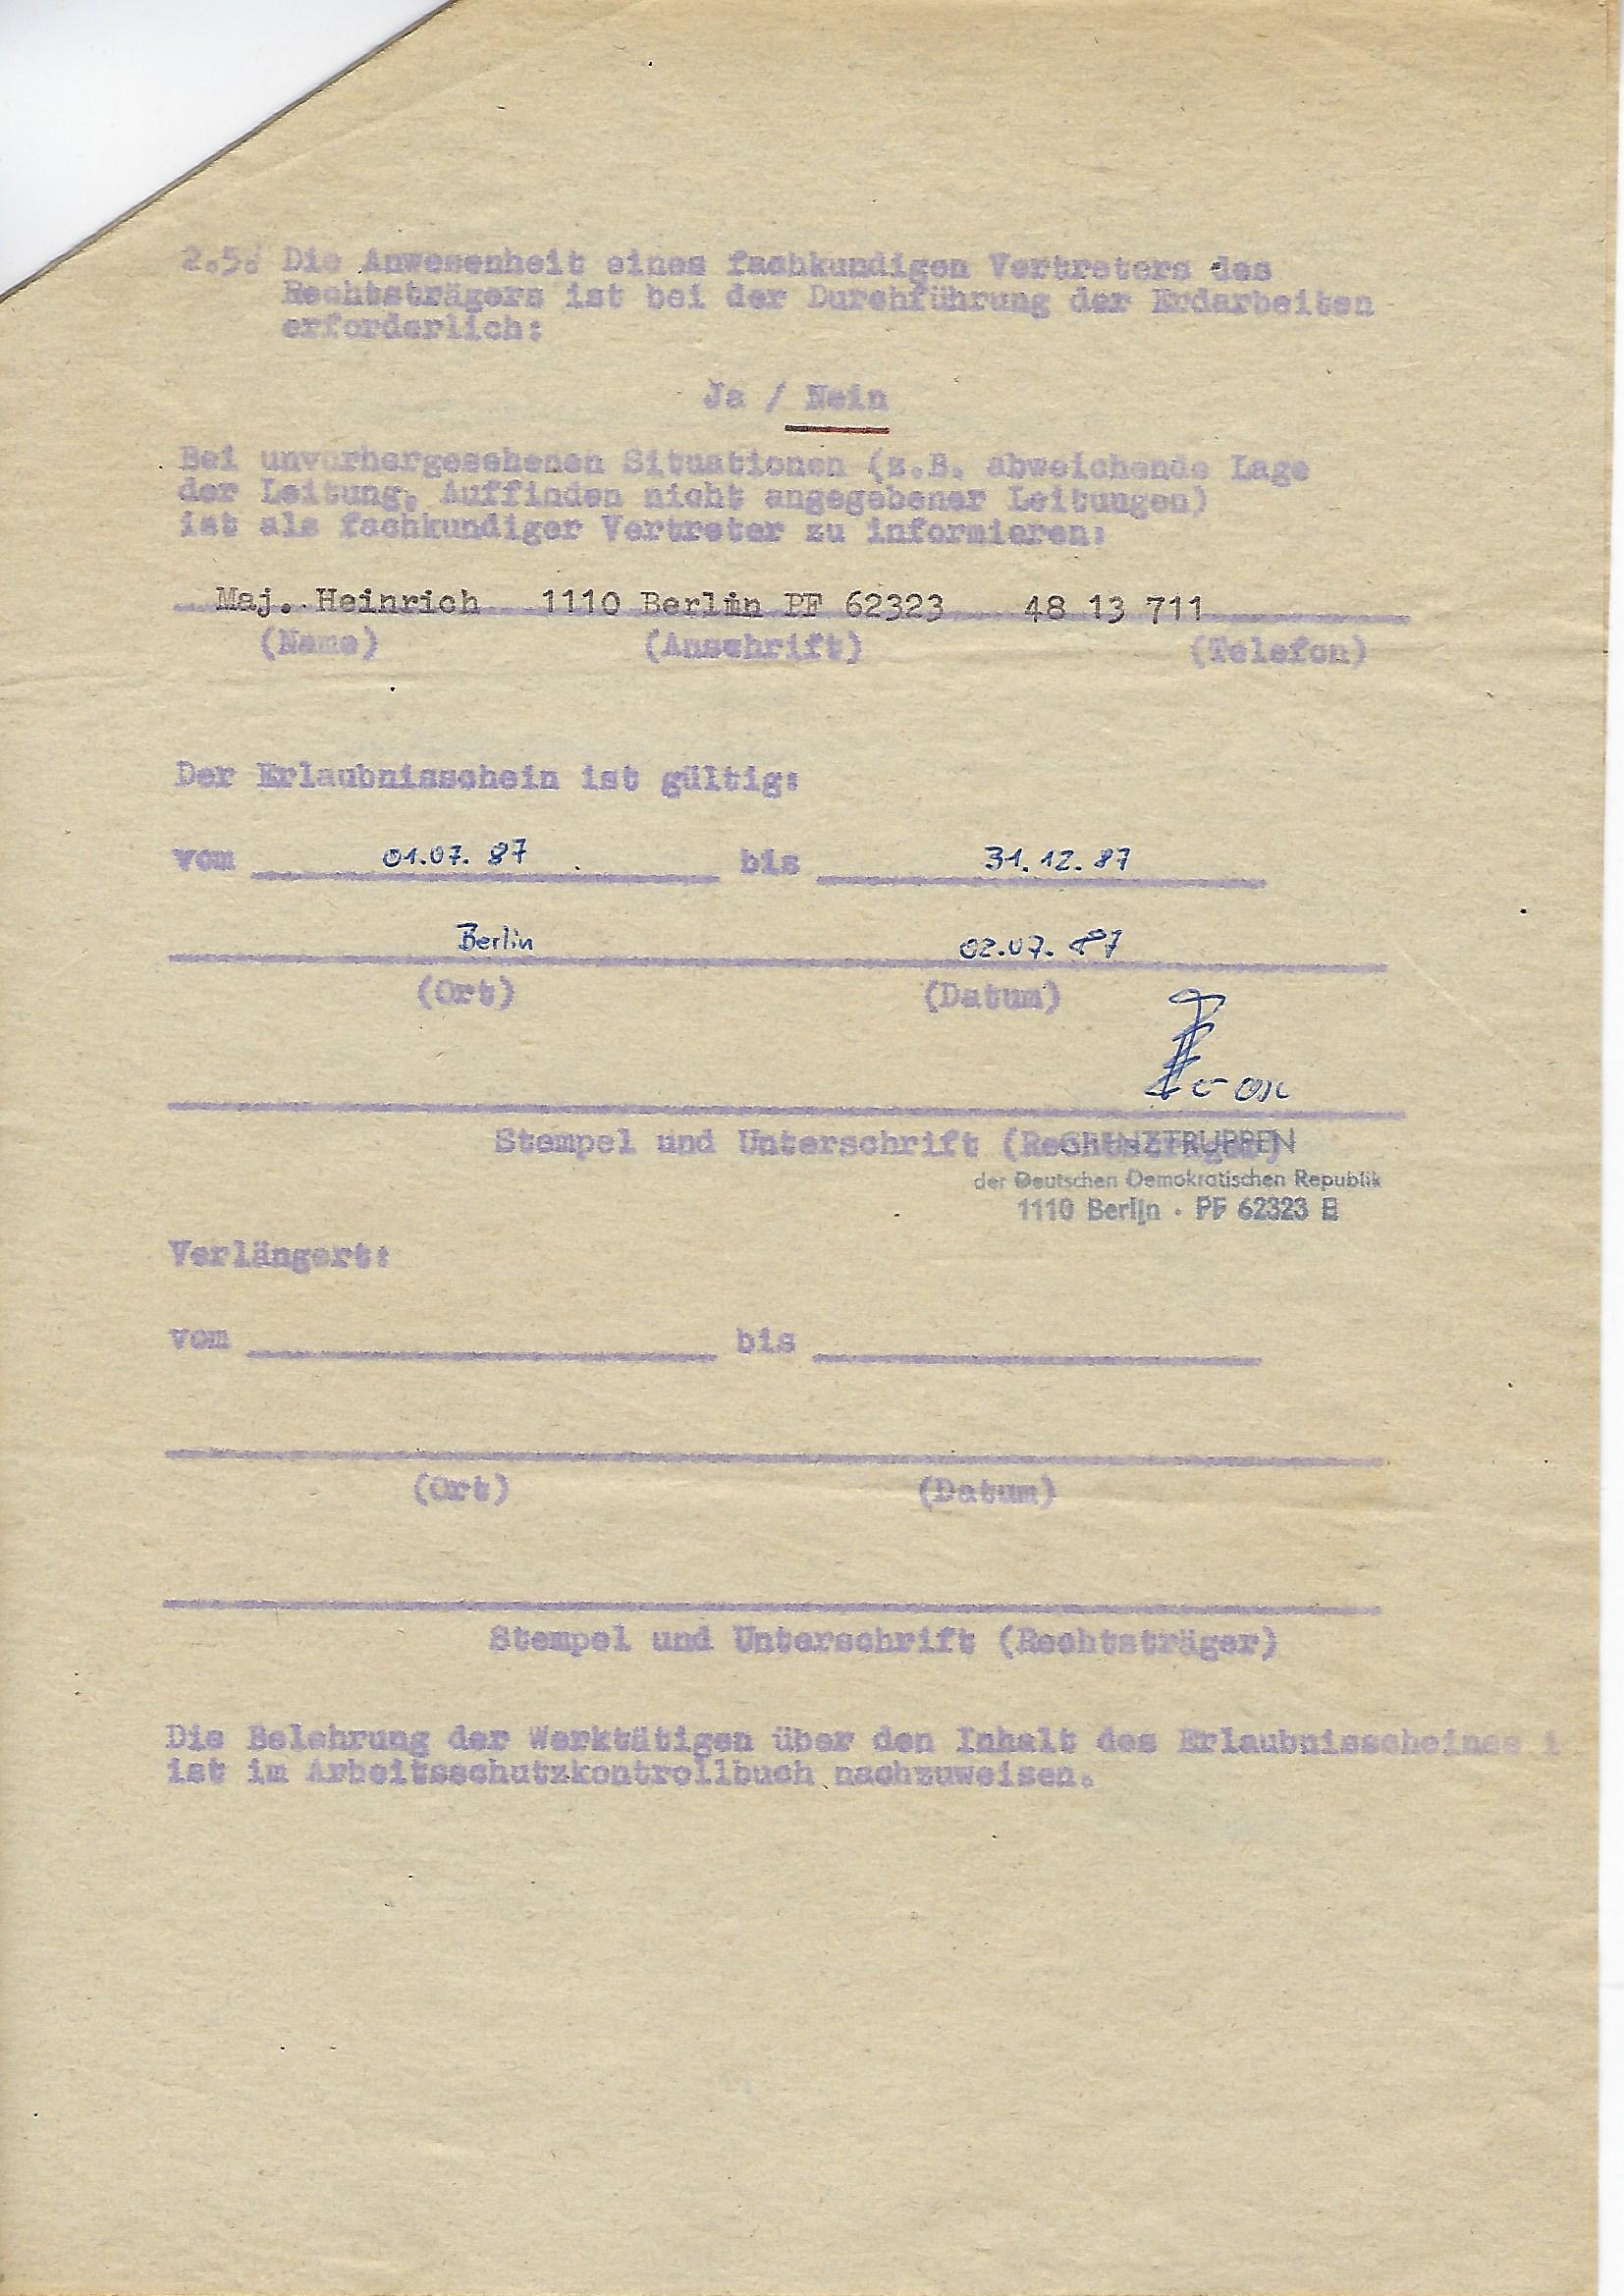 2.5. Die Anwesenheit eines fachkundigen Vertreters des
Rechtsträgers ist bei der Durchführung der Erdarbeiten
erforderlich:
Ja / Nein
Bei unvorhergesehenen Situationen (z.B. abweichende Lage
der Leitung, Auffinden nicht angegebener Leitungen)
ist als fachkundiger Vertreter zu informieren:
Maj. Heinrich 1110 Berlin PF 62323 48 13 711
(Name) (Anschrift) (Telefon)
Der Erlaubnisschein ist gültig:
vom 01.07.87 bis 31.12.87
Berlin 02.07.87
(Ort) (Datum)
Stempel und Unterschrift (Rechtsträger)
GRENZTRUPPEN
der Deutschen Demokratischen Republik
1110 Berlin · PF 62323 E
Verlängert:
vom bis
(Ort) (Datum)
Stempel und Unterschrift (Rechtsträger)
Die Belehrung der Werktätigen über den Inhalt des Erlaubnisscheines i
ist im Arbeitsschutzkontrollbuch nachzuweisen.